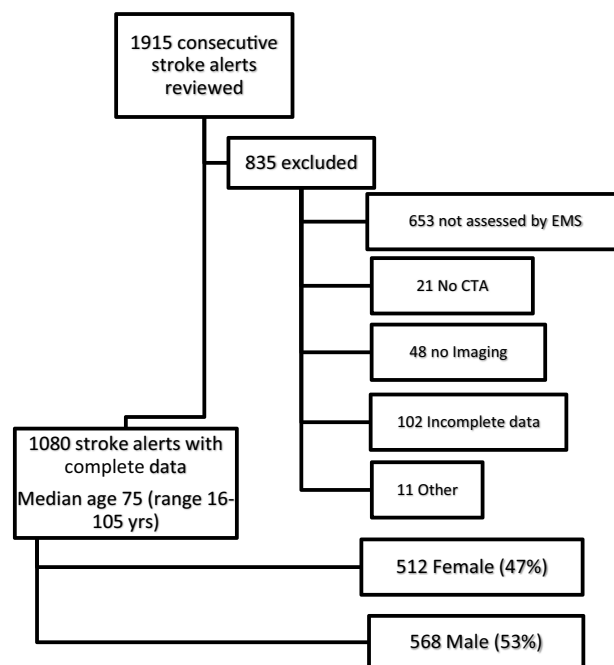 1915 consecutive
stroke alerts
reviewed
835 excluded
653 not assessed by EMS
21 No CTA
48 no Imaging
102 Incomplete data
11 Other
1080 stroke alerts with
complete data
Median age 75 (range 16-
105 yrs)
512 Female (47%)
568 Male (53%)